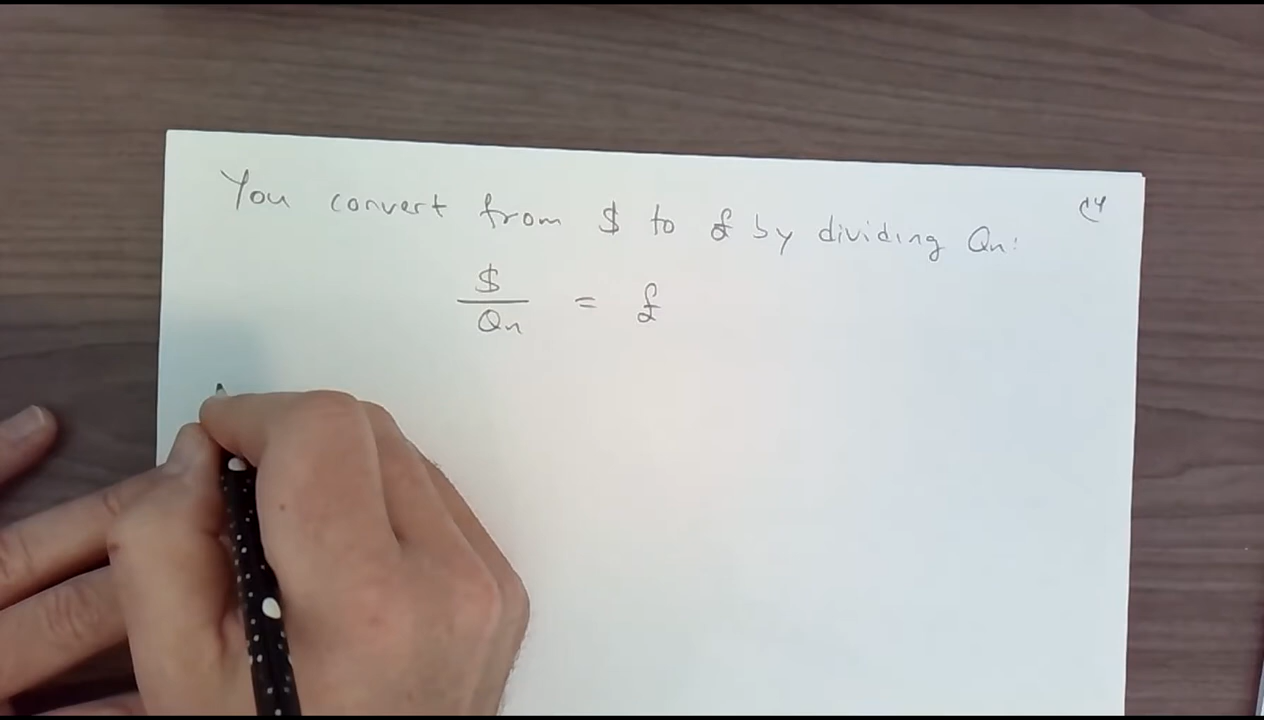 You convert from $ to £ by dividing Qn:
$
Qn
= £